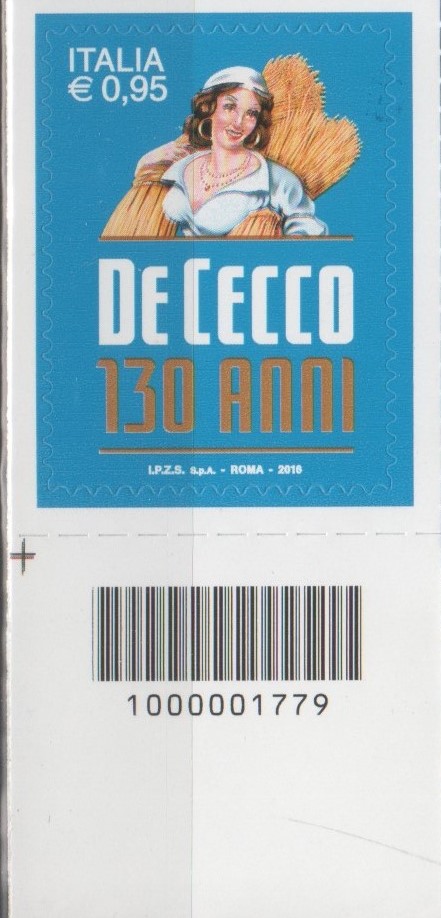 ITALIA
€ 0,95
DE CECCO
130 ANNI
I.P.Z.S. S.p.A. - ROMA - 2016
1000001779